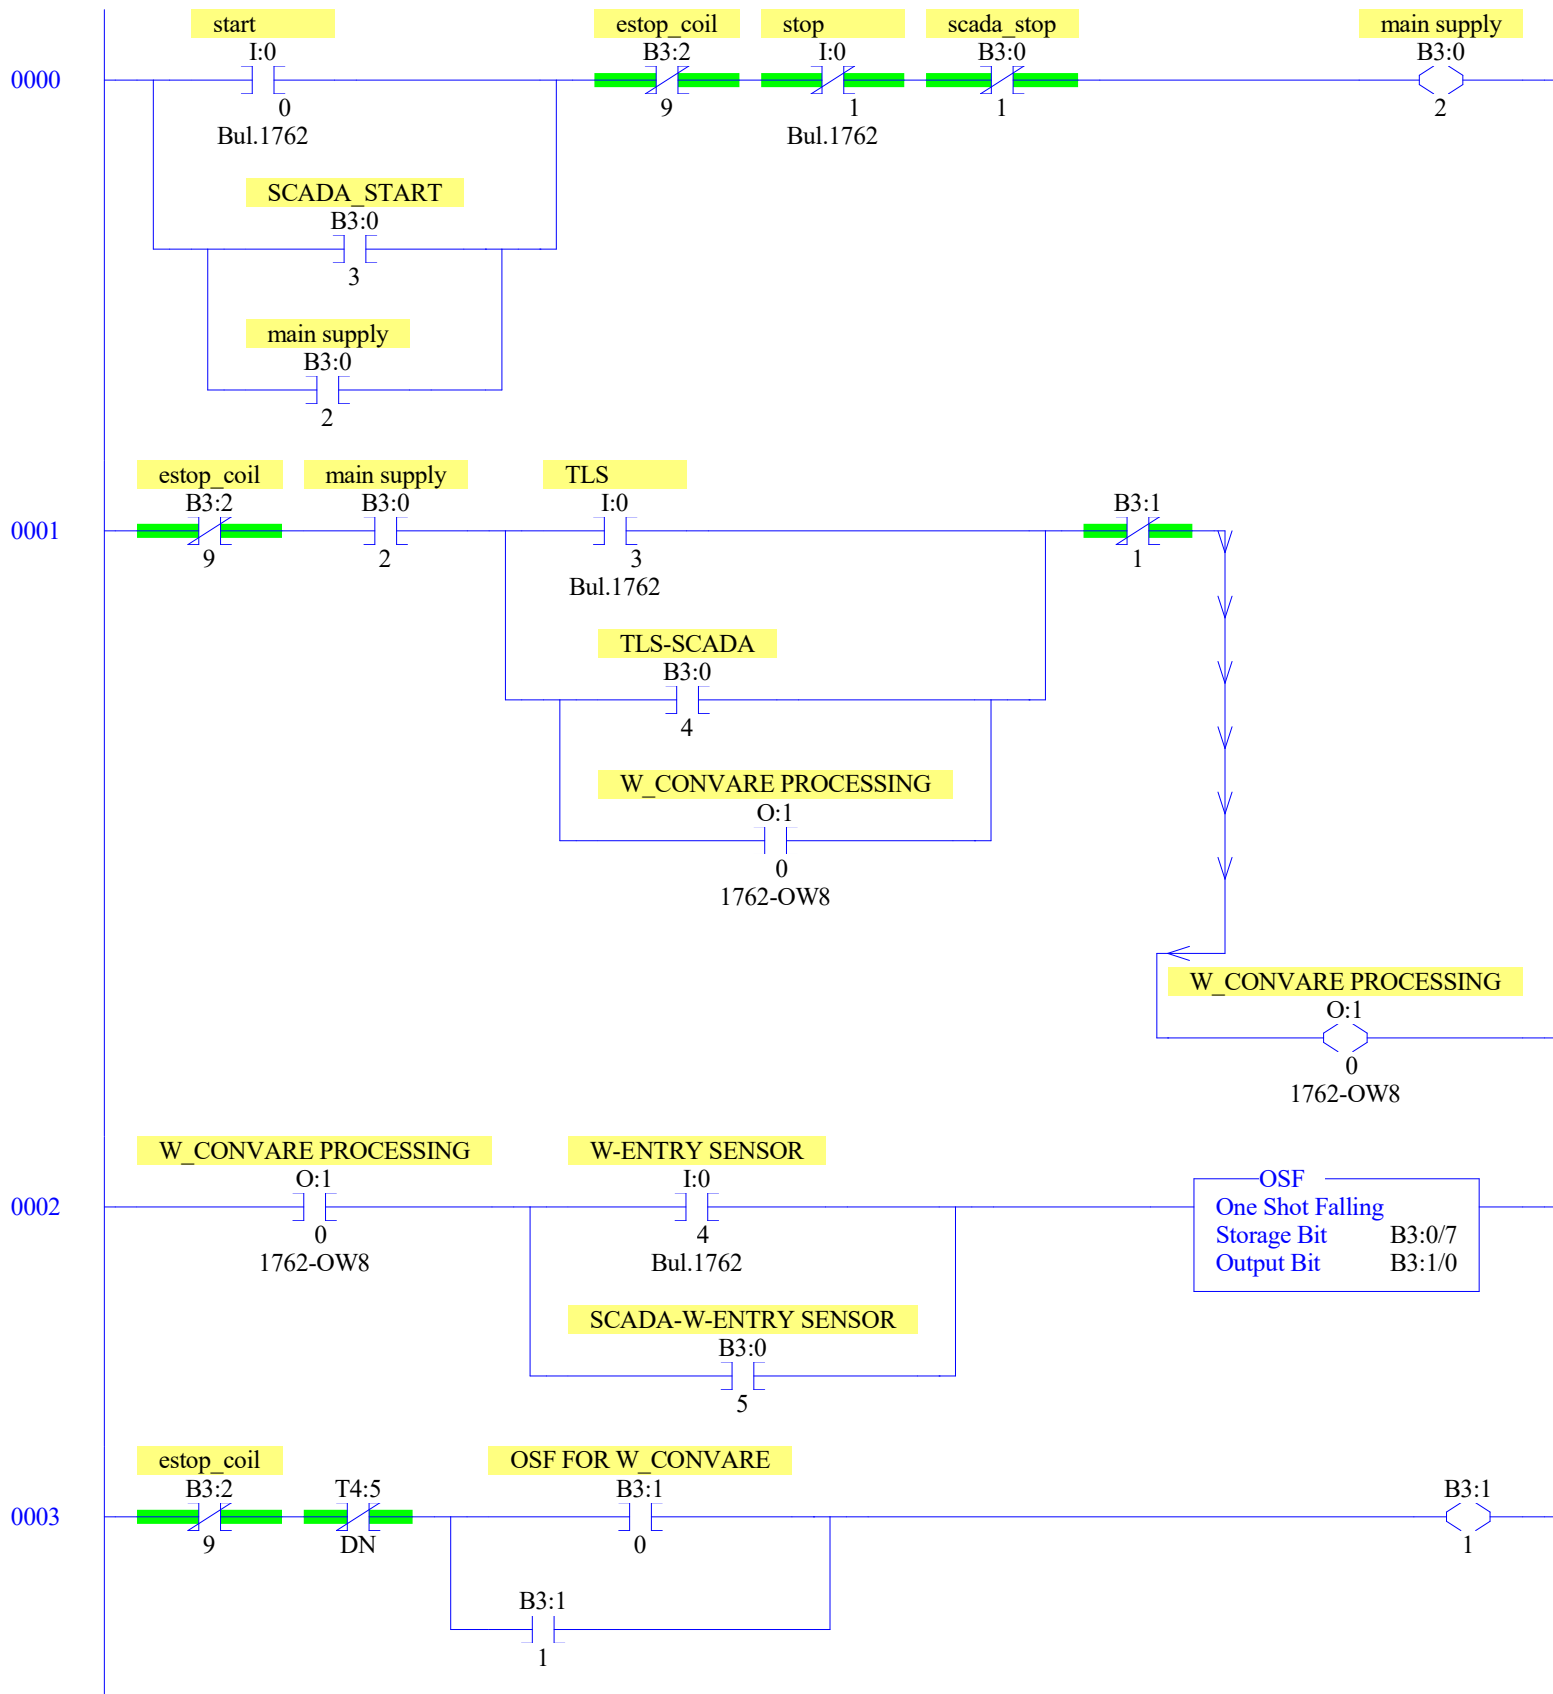 start estop_coil stop scada_stop main supply
I:0 B3:2 I:0 B3:0 B3:0
0000
0 9 1 1 2
Bul.1762 Bul.1762
SCADA_START
B3:0
3
main supply
B3:0
2
estop_coil main supply TLS
B3:2 B3:0 I:0 B3:1
0001
9 2 3 1
Bul.1762
TLS-SCADA
B3:0
4
W_CONVARE PROCESSING
O:1
0
1762-OW8
W_CONVARE PROCESSING
O:1
0
1762-OW8
W_CONVARE PROCESSING W-ENTRY SENSOR
O:1 I:0 OSF
0002 One Shot Falling
0 4 Storage Bit B3:0/7
1762-OW8 Bul.1762 Output Bit B3:1/0
SCADA-W-ENTRY SENSOR
B3:0
5
estop_coil OSF FOR W_CONVARE
B3:2 T4:5 B3:1 B3:1
0003
9 DN 0 1
B3:1
1